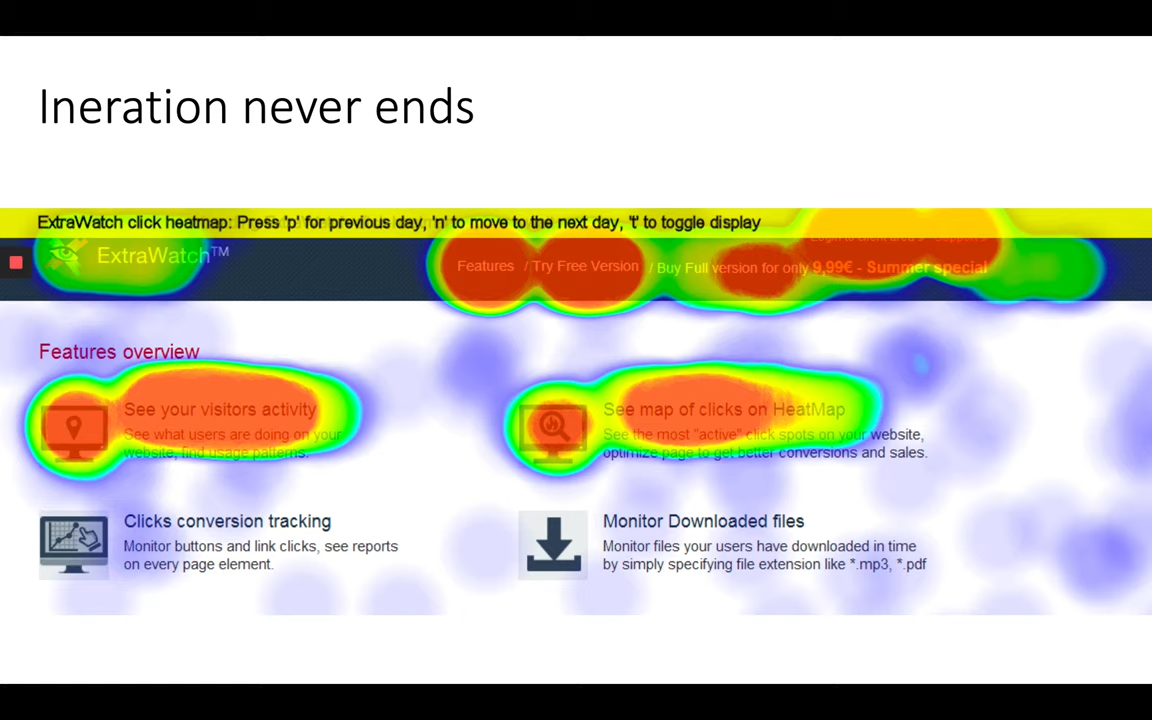 Ineration never ends
ExtraWatch click heatmap: Press 'p' for previous day, 'n' to move to the next day, 't' to toggle display
ExtraWatch™
Features / Try Free Version / Buy Full version for only 9,99€ - Summer special
Features overview
See your visitors activity
See what users are doing on your
website, find usage patterns.
See map of clicks on HeatMap
See the most "active" click spots on your website,
optimize page to get better conversions and sales.
Clicks conversion tracking
Monitor buttons and link clicks, see reports
on every page element.
Monitor Downloaded files
Monitor files your users have downloaded in time
by simply specifying file extension like *.mp3, *.pdf